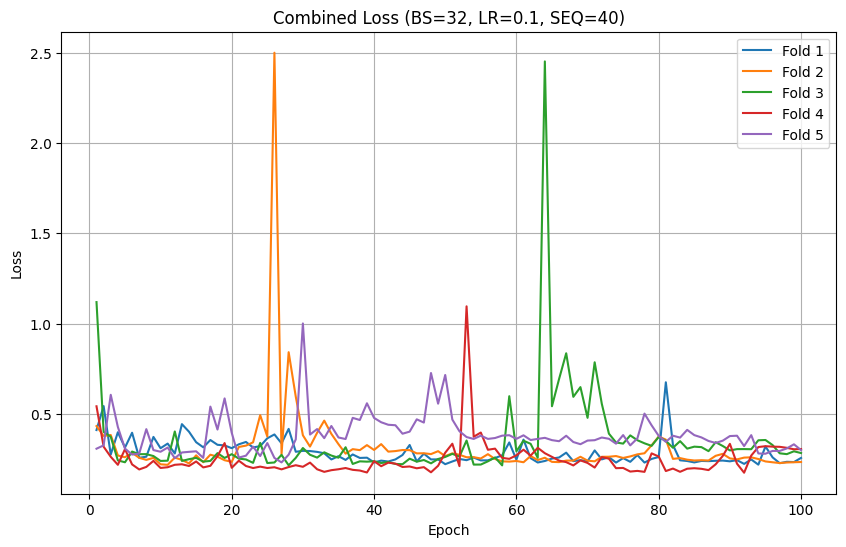 Combined Loss (BS=32, LR=0.1, SEQ=40)
2.5
2.0
1.5
1.0
0.5
Loss
0 20 40 60 80 100
Epoch
Fold 1
Fold 2
Fold 3
Fold 4
Fold 5